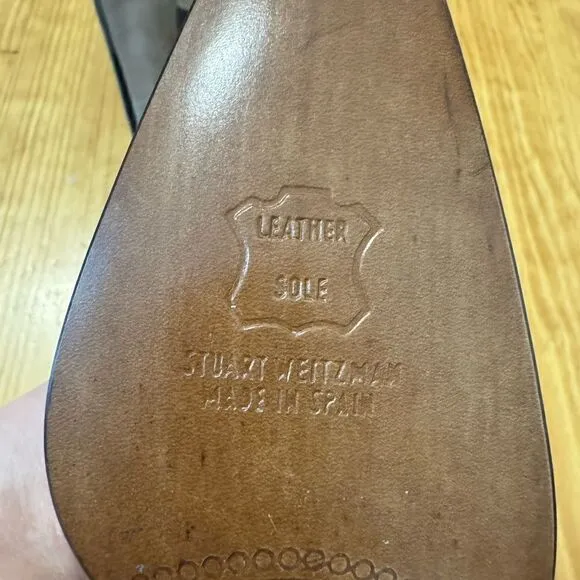 LEATHER
SOLE
STUART WEITZMAN
MADE IN SPAIN